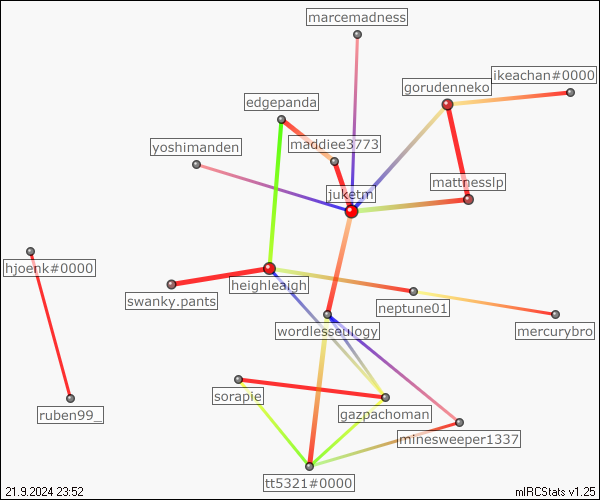 marcemadness
ikeachan#0000
gorudenneko
edgepanda
maddiee3773
yoshimanden
mattnesslp
juketm
hjoenk#0000
heighleaigh
swanky.pants
neptune01
wordlesseulogy
mercurybro
sorapie
gazpachoman
ruben99_
minesweeper1337
tt5321#0000
21.9.2024 23:52
mIRCStats v1.25